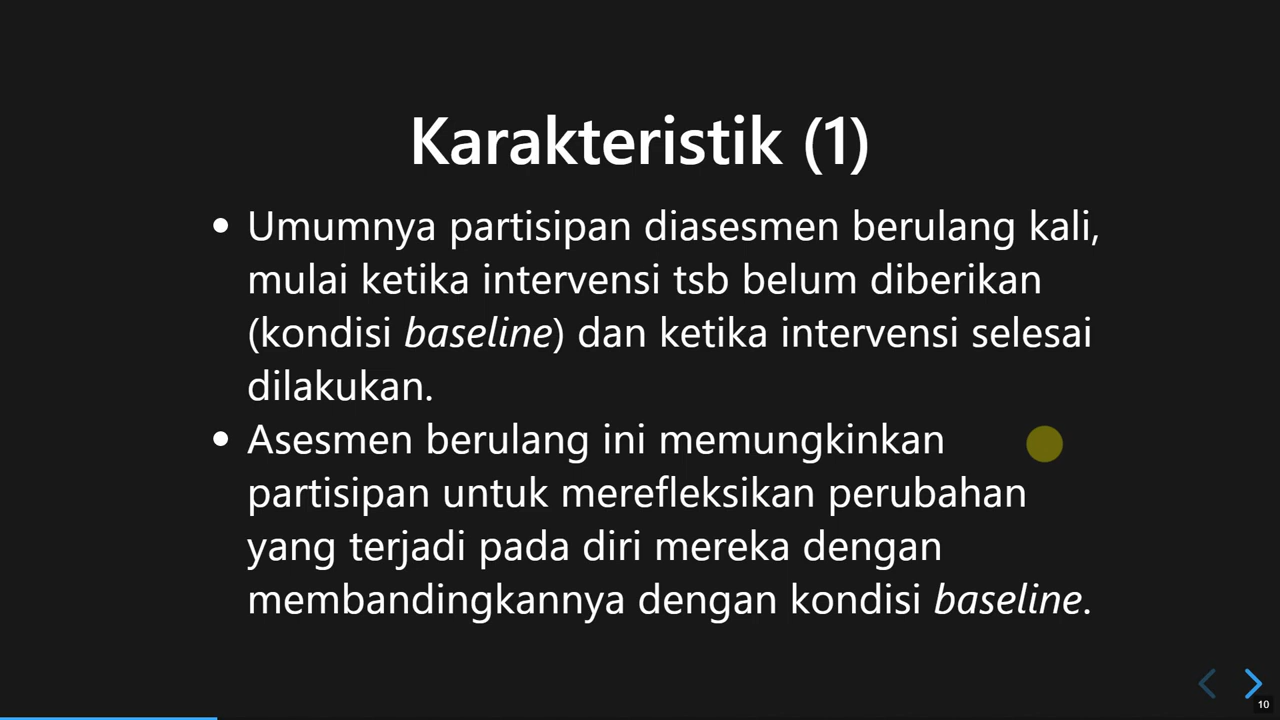 Karakteristik (1)
• Umumnya partisipan diasesmen berulang kali,
mulai ketika intervensi tsb belum diberikan
(kondisi baseline) dan ketika intervensi selesai
dilakukan.
• Asesmen berulang ini memungkinkan
partisipan untuk merefleksikan perubahan
yang terjadi pada diri mereka dengan
membandingkannya dengan kondisi baseline.
10